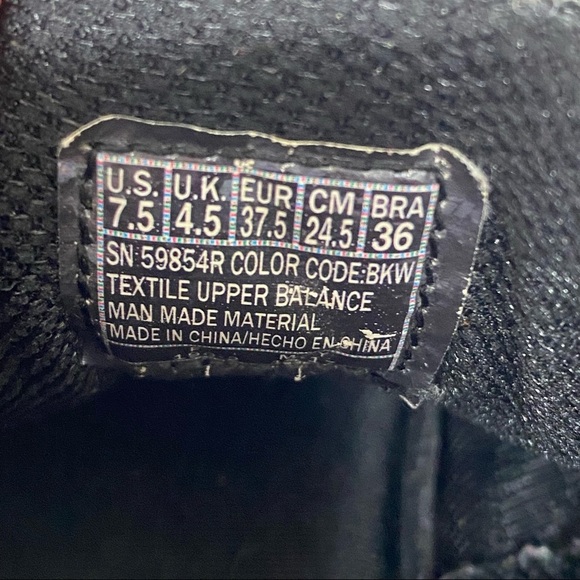 U.S. U.K. EUR CM BRA
7.5 4.5 37.5 24.5 36
SN:59854R COLOR CODE:BKW
TEXTILE UPPER BALANCE
MAN MADE MATERIAL
MADE IN CHINA/HECHO EN CHINA